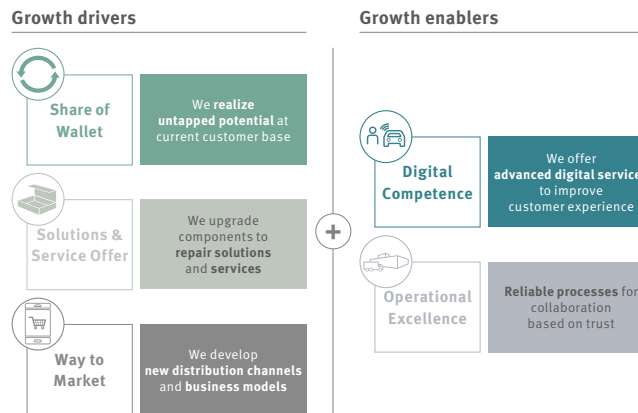 Growth drivers
Share of
Wallet
We realize
untapped potential at
current customer base
Solutions &
Service Offer
We upgrade
components to
repair solutions
and services
Way to
Market
We develop
new distribution channels
and business models
+
Growth enablers
Digital
Competence
We offer
advanced digital service
to improve
customer experience
Operational
Excellence
Reliable processes for
collaboration
based on trust